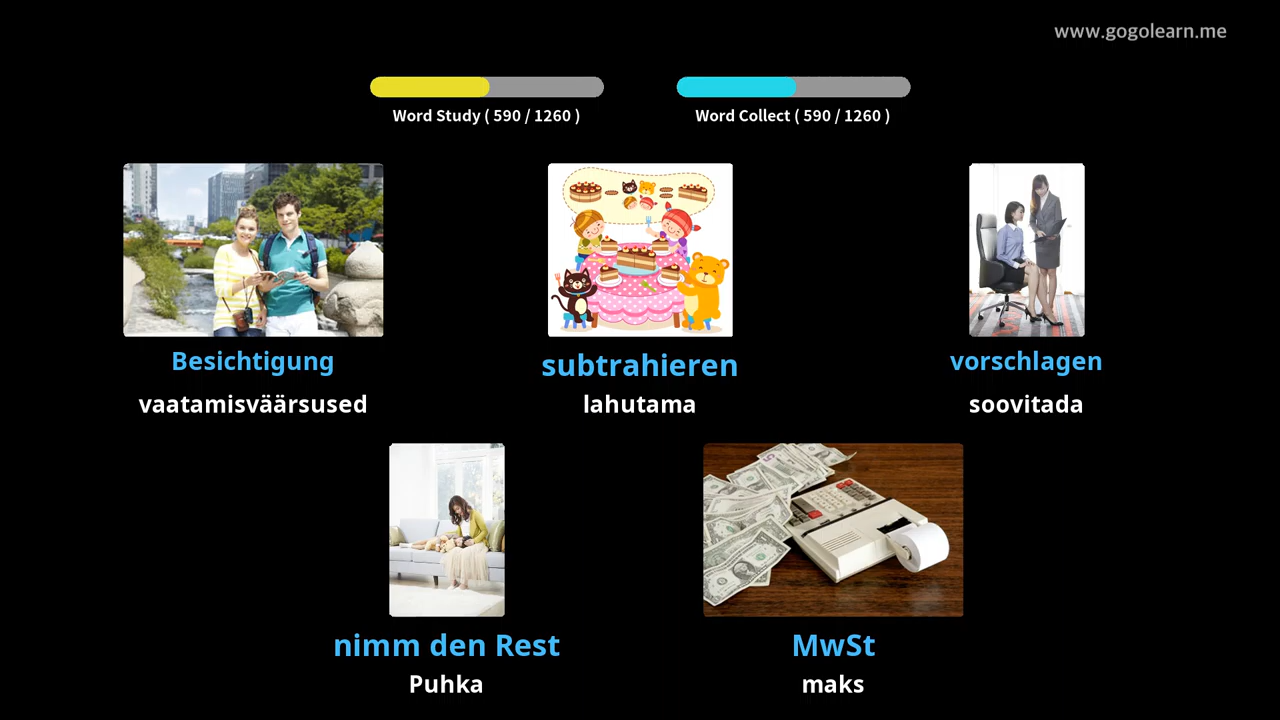 www.gogolearn.me
Word Study ( 590 / 1260 )
Word Collect ( 590 / 1260 )
Besichtigung
vaatamisväärsused
subtrahieren
lahutama
vorschlagen
soovitada
nimm den Rest
Puhka
MwSt
maks